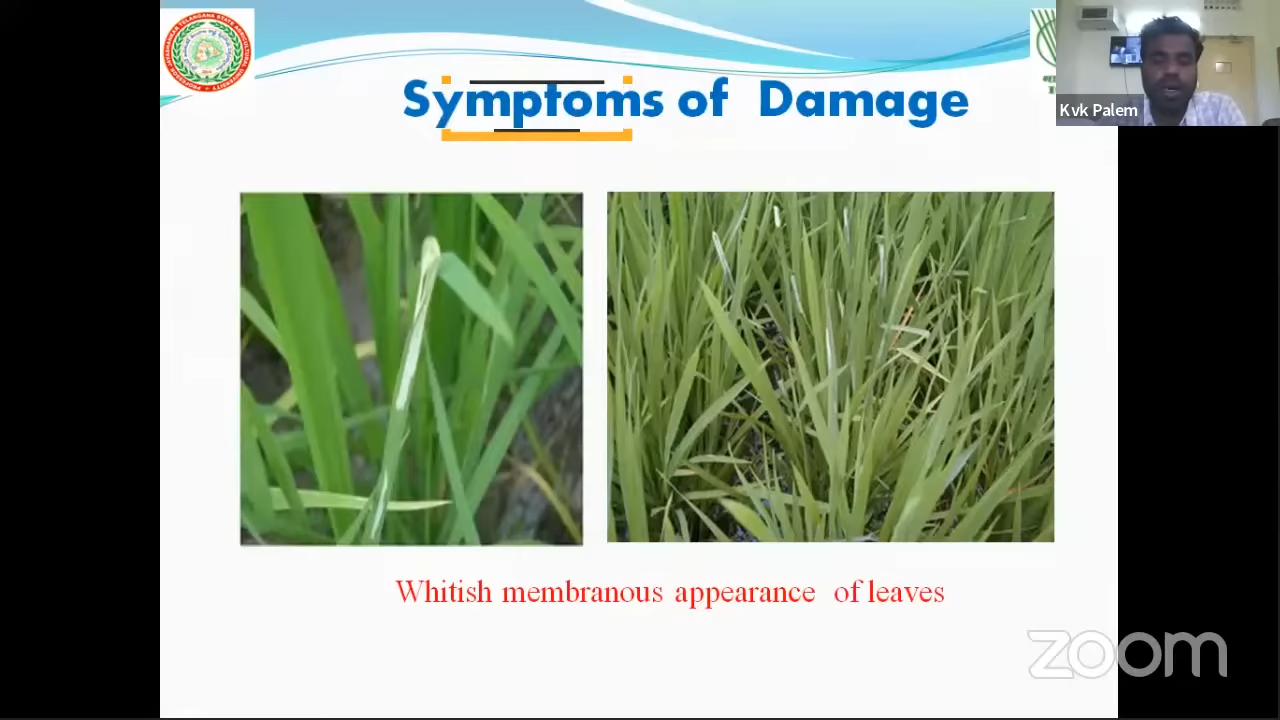 Symptoms of Damage
Kvk Palem
Whitish membranous appearance of leaves
zoom